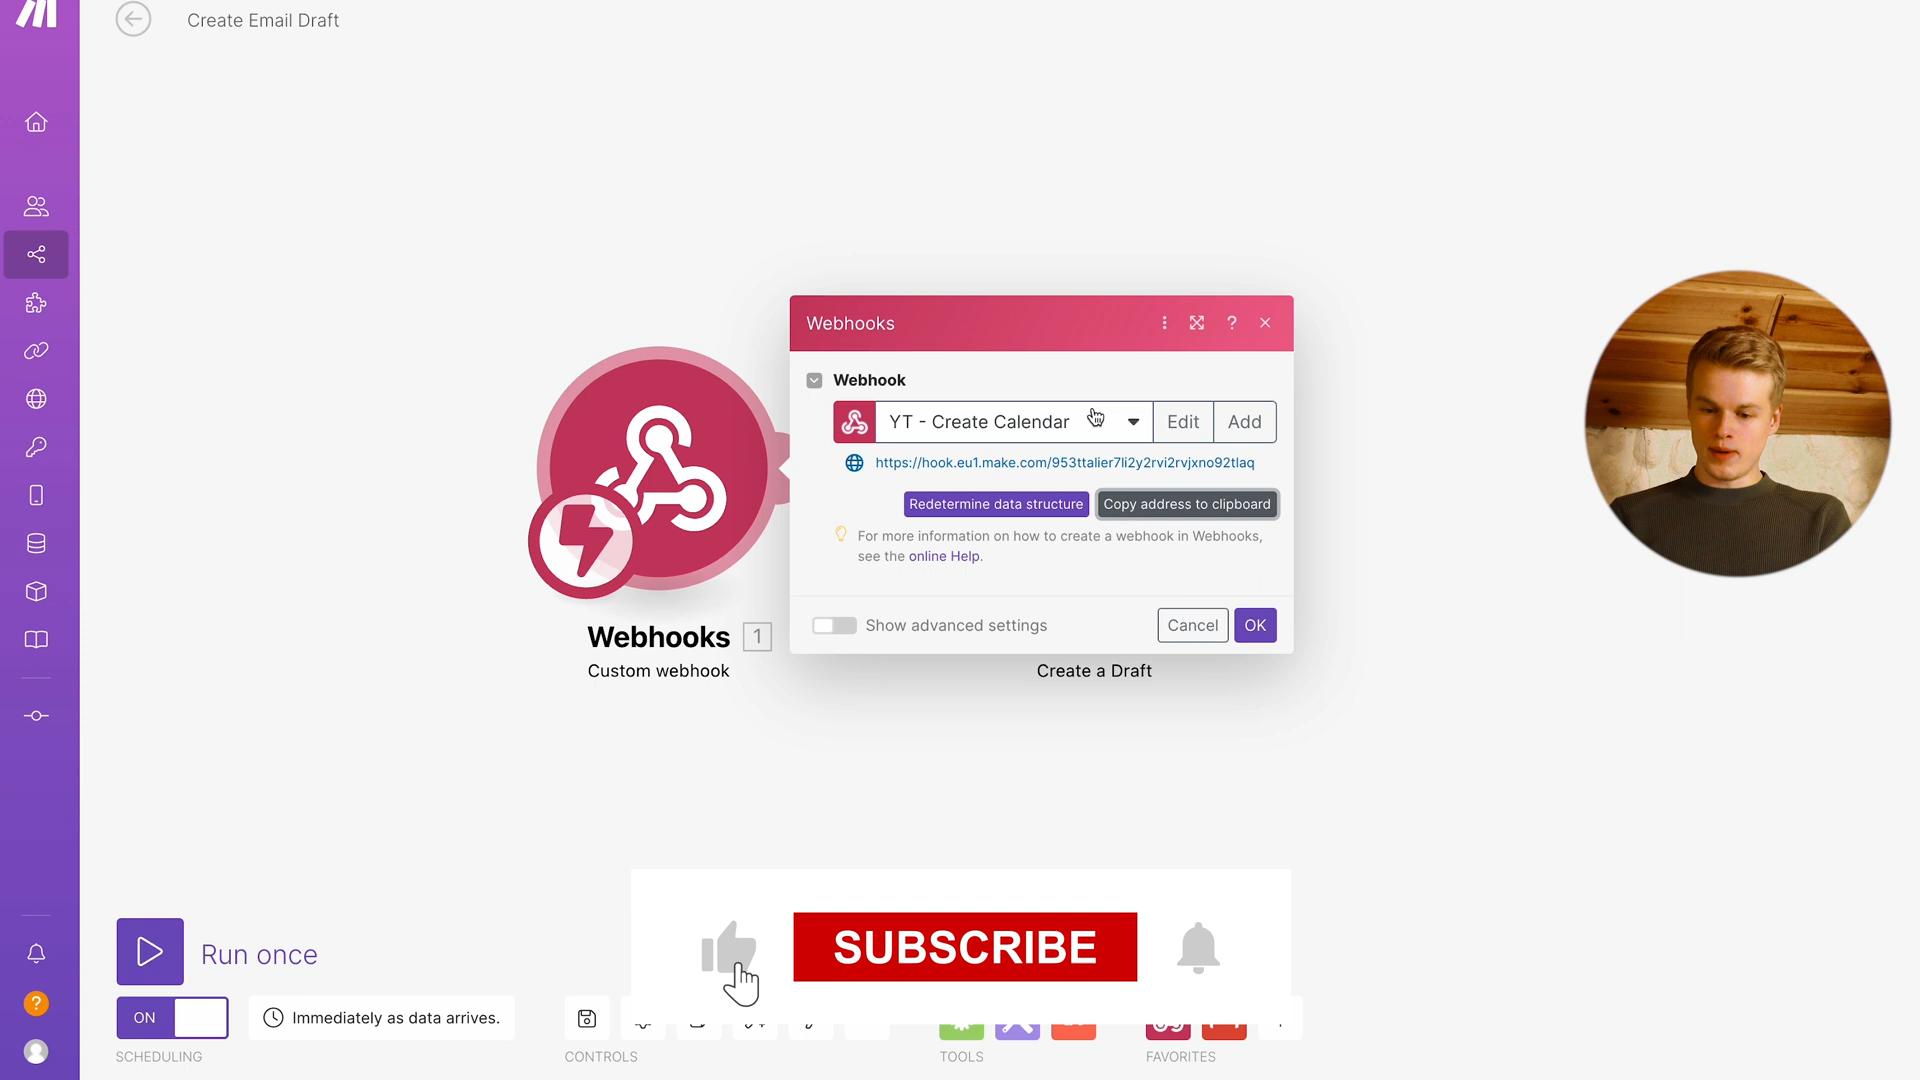 Create Email Draft
Webhooks
?
Webhook
YT - Create Calendar
Edit
Add
https://hook.eu1.make.com/953ttalier7li2y2rvi2rvjxno92tlaq
Redetermine data structure
Copy address to clipboard
For more information on how to create a webhook in Webhooks,
see the online Help.
Show advanced settings
Cancel
OK
Webhooks 1
Custom webhook
Create a Draft
SUBSCRIBE
Run once
?
ON
Immediately as data arrives.
SCHEDULING
CONTROLS
TOOLS
FAVORITES